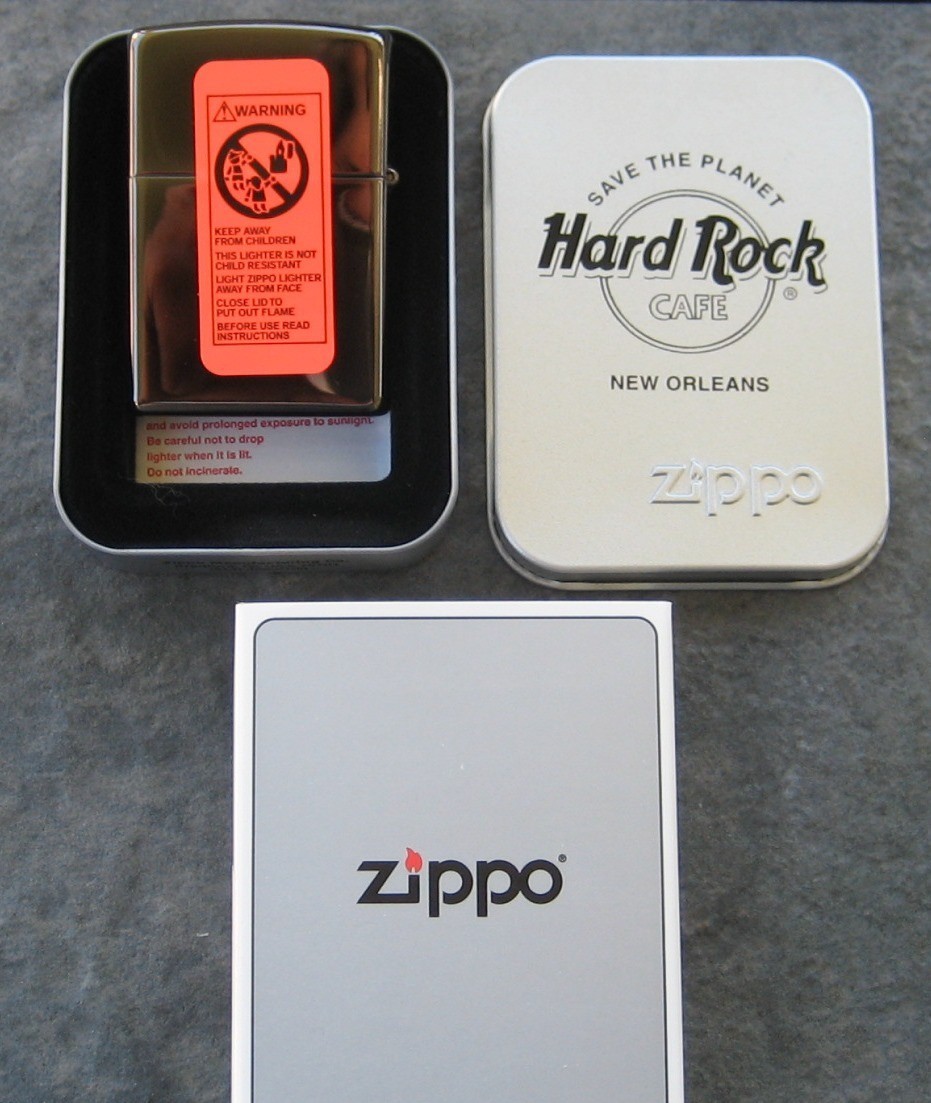 WARNING
KEEP AWAY
FROM CHILDREN
THIS LIGHTER IS NOT
CHILD RESISTANT
LIGHT ZIPPO LIGHTER
AWAY FROM FACE
CLOSE LID TO
PUT OUT FLAME
BEFORE USE READ
INSTRUCTIONS
and avoid prolonged exposure to sunlight.
Be careful not to drop
lighter when it is lit.
Do not incinerate.
SAVE THE PLANET
Hard Rock
®
CAFE
NEW ORLEANS
zippo
zippo®